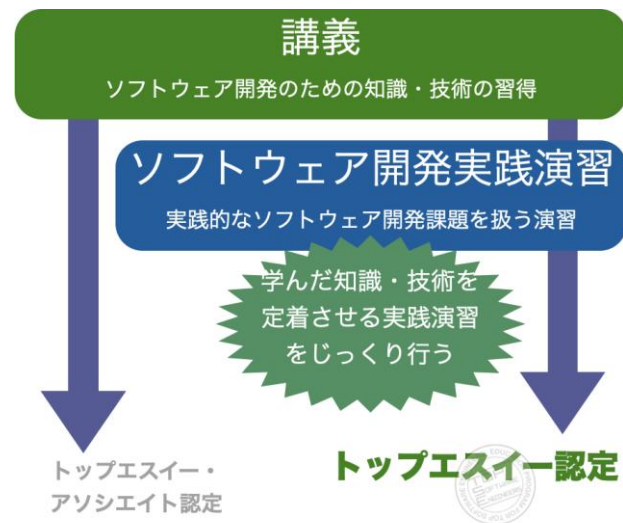 講義
ソフトウェア開発のための知識・技術の習得
ソフトウェア開発実践演習
実践的なソフトウェア開発課題を扱う演習
学んだ知識・技術を
定着させる実践演習
をじっくり行う
トップエスイー・
アソシエイト認定
トップエスイー認定